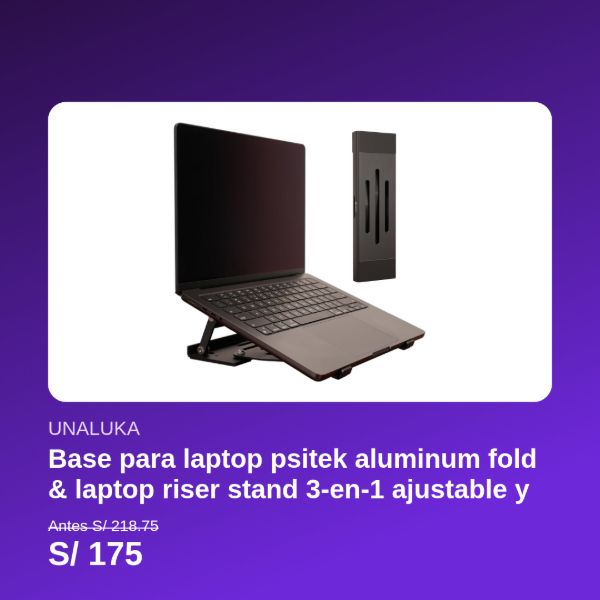 UNALUKA
Base para laptop psitek aluminum fold
& laptop riser stand 3-en-1 ajustable y
Antes S/ 218.75
S/ 175